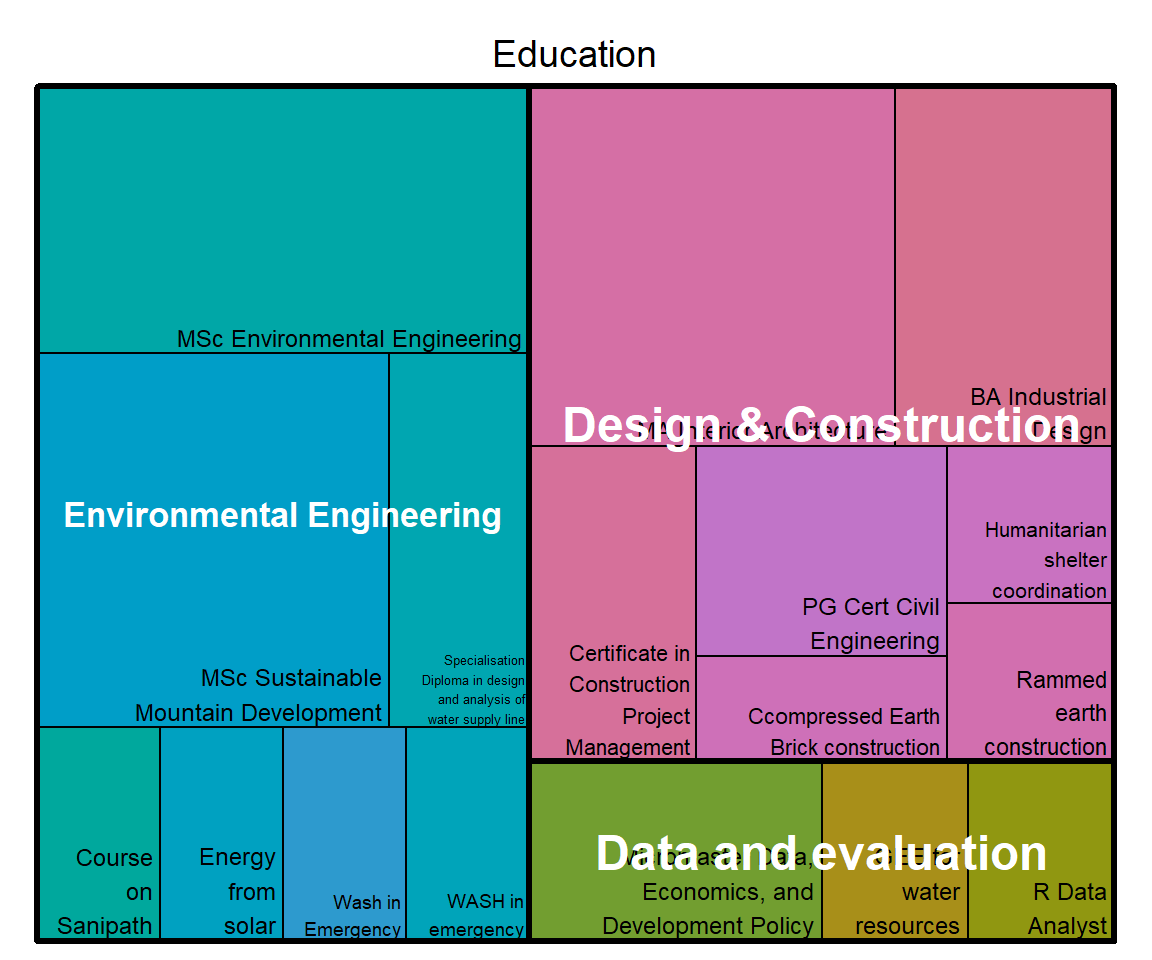 Education
MSc Environmental Engineering
MSc Sustainable
Mountain Development
Specialisation
Diploma in design
and analysis of
water supply line
Environmental Engineering
Course
on
Sanipath
Energy
from
solar
Wash in
Emergency
WASH in
emergency
MA Interior Architecture
BA Industrial
Design
Design & Construction
Certificate in
Construction
Project
Management
PG Cert Civil
Engineering
Ccompressed Earth
Brick construction
Humanitarian
shelter
coordination
Rammed
earth
construction
Data and evaluation
Data,
Economics, and
Development Policy
water
resources
R Data
Analyst